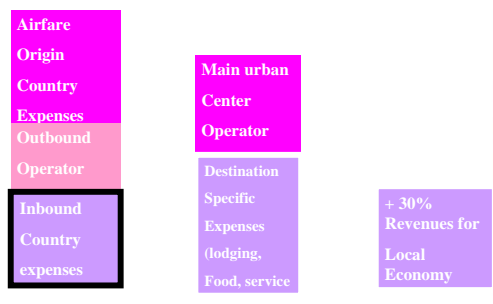 Airfare
Origin
Country
Expenses
Outbound
Operator
Inbound
Country
expenses
Main urban
Center
Operator
Destination
Specific
Expenses
(lodging,
Food, service
+ 30%
Revenues for
Local
Economy